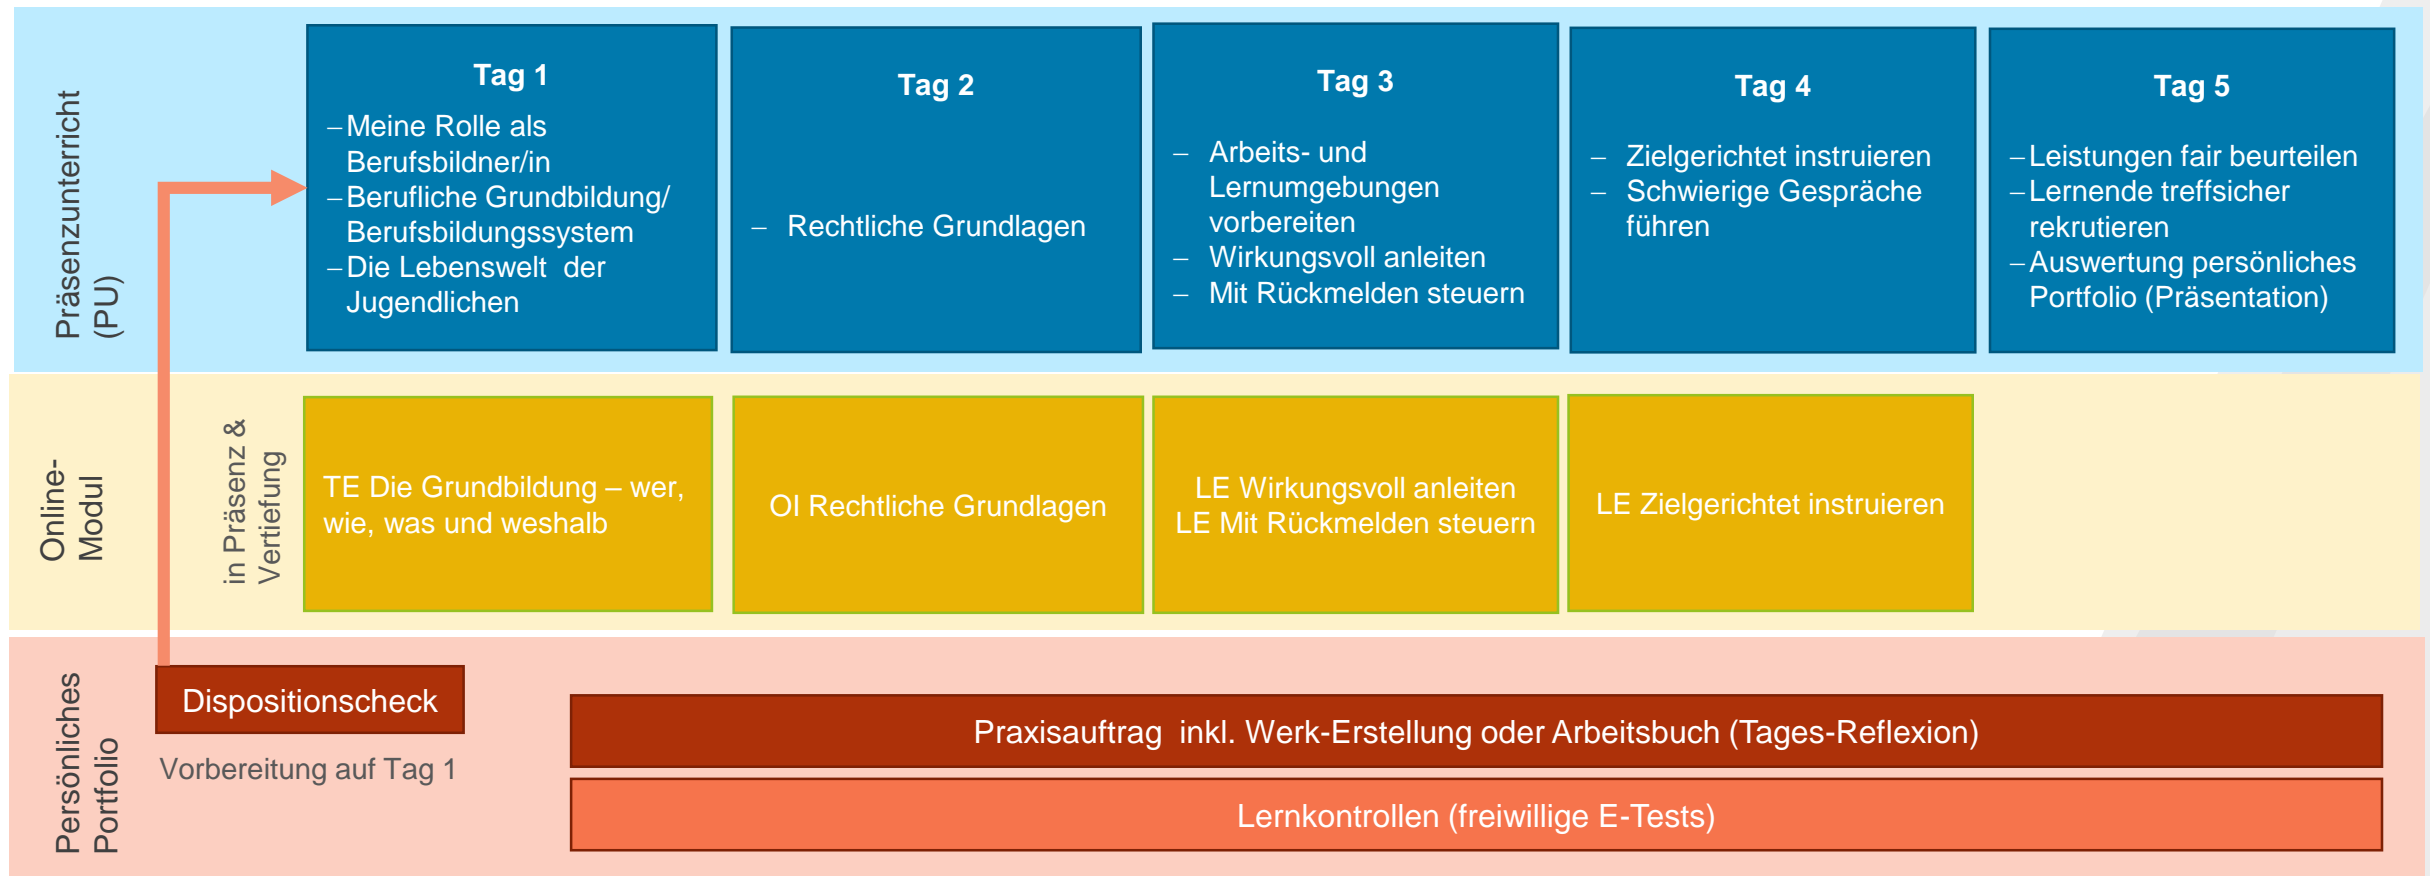 Präsenzunterricht
(PU)
Tag 1
–Meine Rolle als
Berufsbildner/in
–Berufliche Grundbildung/
Berufsbildungssystem
–Die Lebenswelt der
Jugendlichen
Tag 2
– Rechtliche Grundlagen
Tag 3
– Arbeits- und
Lernumgebungen
vorbereiten
– Wirkungsvoll anleiten
– Mit Rückmelden steuern
Tag 4
– Zielgerichtet instruieren
– Schwierige Gespräche
führen
Tag 5
–Leistungen fair beurteilen
–Lernende treffsicher
rekrutieren
–Auswertung persönliches
Portfolio (Präsentation)
Online-
Modul
in Präsenz &
Vertiefung
TE Die Grundbildung – wer,
wie, was und weshalb
OI Rechtliche Grundlagen
LE Wirkungsvoll anleiten
LE Mit Rückmelden steuern
LE Zielgerichtet instruieren
Persönliches
Portfolio
Dispositionscheck
Vorbereitung auf Tag 1
Praxisauftrag inkl. Werk-Erstellung oder Arbeitsbuch (Tages-Reflexion)
Lernkontrollen (freiwillige E-Tests)